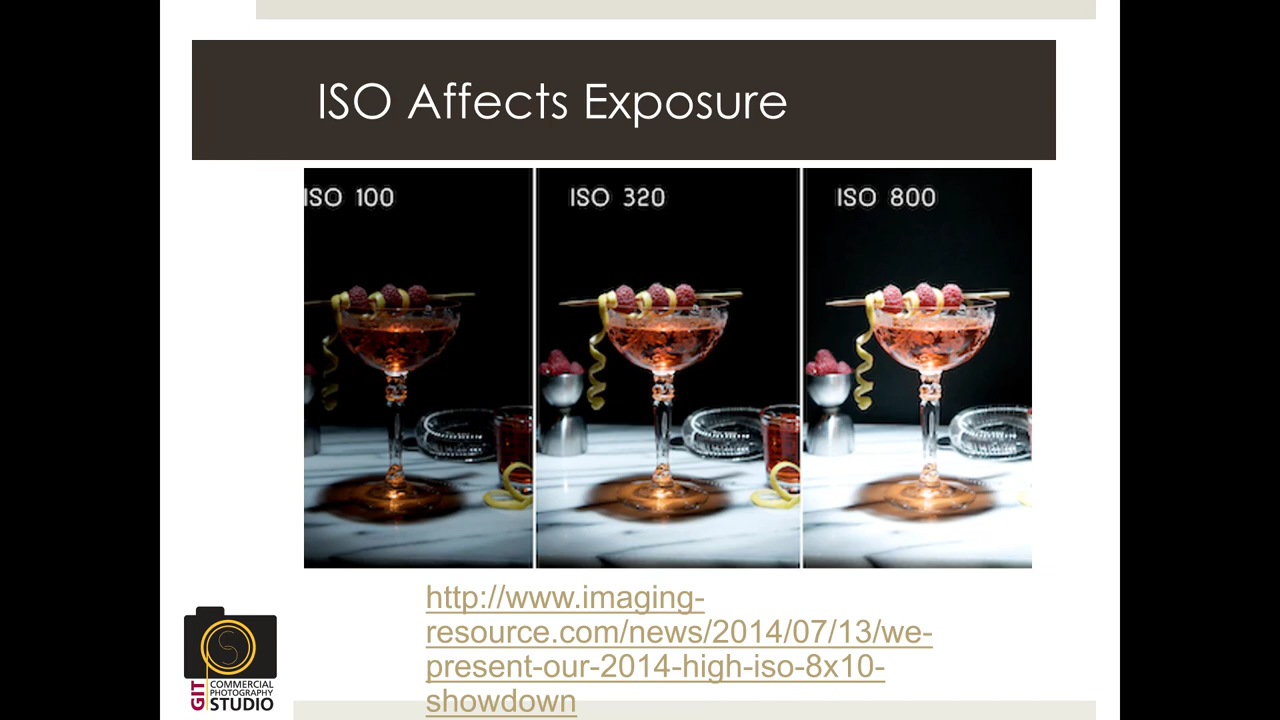 ISO Affects Exposure
ISO 100
ISO 320
ISO 800
http://www.imaging-
resource.com/news/2014/07/13/we-
present-our-2014-high-iso-8x10-
showdown
GIT
COMMERCIAL
PHOTOGRAPHY
STUDIO